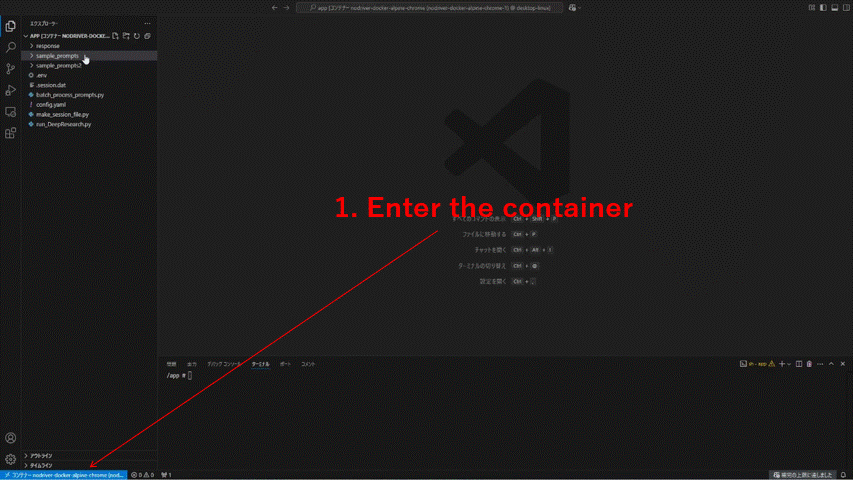 app [コンテナー nodriver-docker-alpine-chrome (nodriver-docker-alpine-chrome-1) @ desktop-linux]
エクスプローラー
APP [コンテナー NODRIVER-DOCKE...
response
sample_prompts
sample_prompts2
.env
.session.dat
batch_process_prompts.py
config.yaml
make_session_file.py
run_DeepResearch.py
1. Enter the container
すべてのコマンドの表示 Ctrl + Shift + P
ファイルに移動する Ctrl + P
チャットを開く Ctrl + Alt + I
ターミナルの切り替え Ctrl + @
設定を開く Ctrl + ,
問題 出力 デバッグ コンソール ターミナル ポート コメント
/app #
アウトライン
タイムライン
コンテナー nodriver-docker-alpine-chrome (nod... 0 0 1
補完の上限に達しました